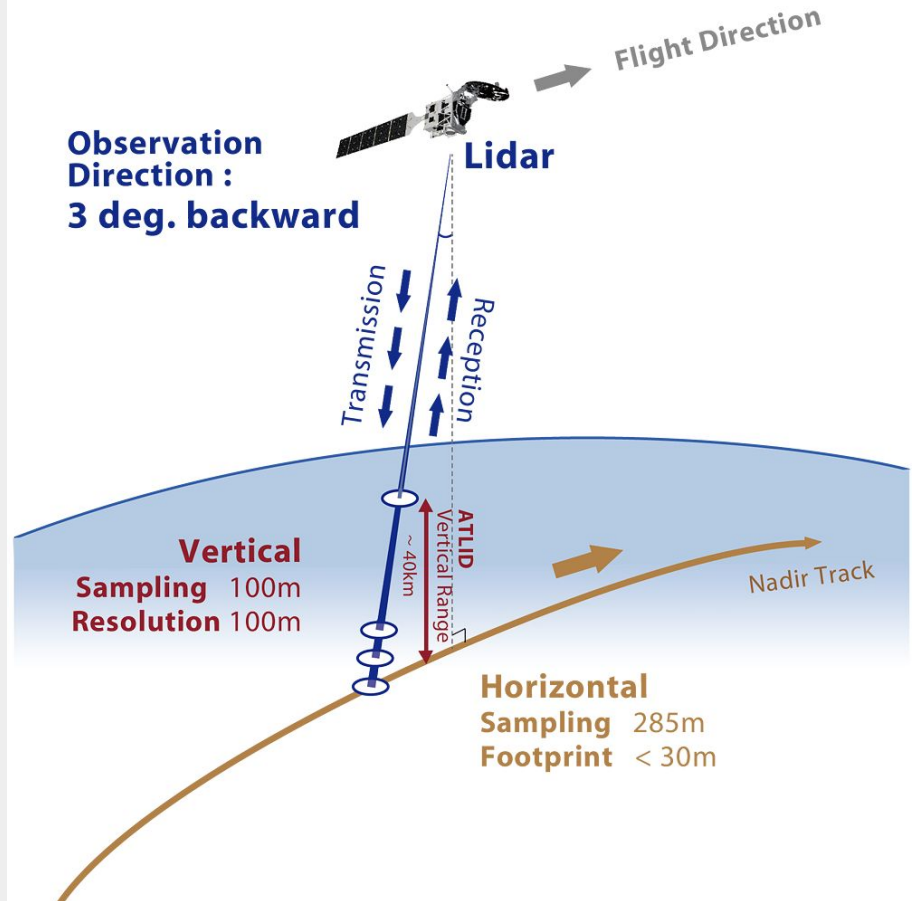 Flight Direction
Lidar
Observation
Direction :
3 deg. backward
Transmission
Reception
ATLID
Vertical Range
~ 40km
Vertical
Sampling 100m
Resolution 100m
Nadir Track
Horizontal
Sampling 285m
Footprint < 30m